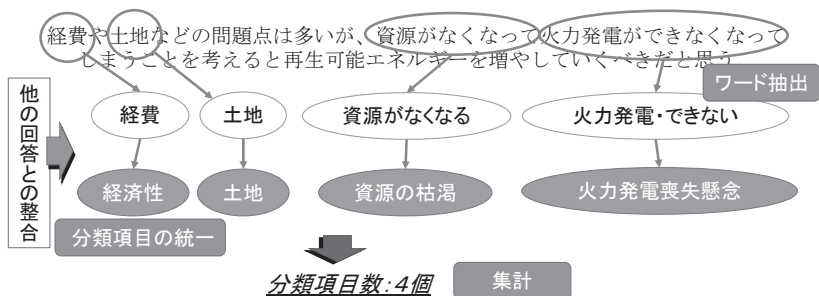 経費や土地などの問題点は多いが、資源がなくなって火力発電ができなくなって
しまうことを考えると再生可能エネルギーを増やしていくべきだと思う
ワード抽出
他の回答との整合
経費
土地
資源がなくなる
火力発電・できない
経済性
土地
資源の枯渇
火力発電喪失懸念
分類項目の統一
分類項目数:4個
集計